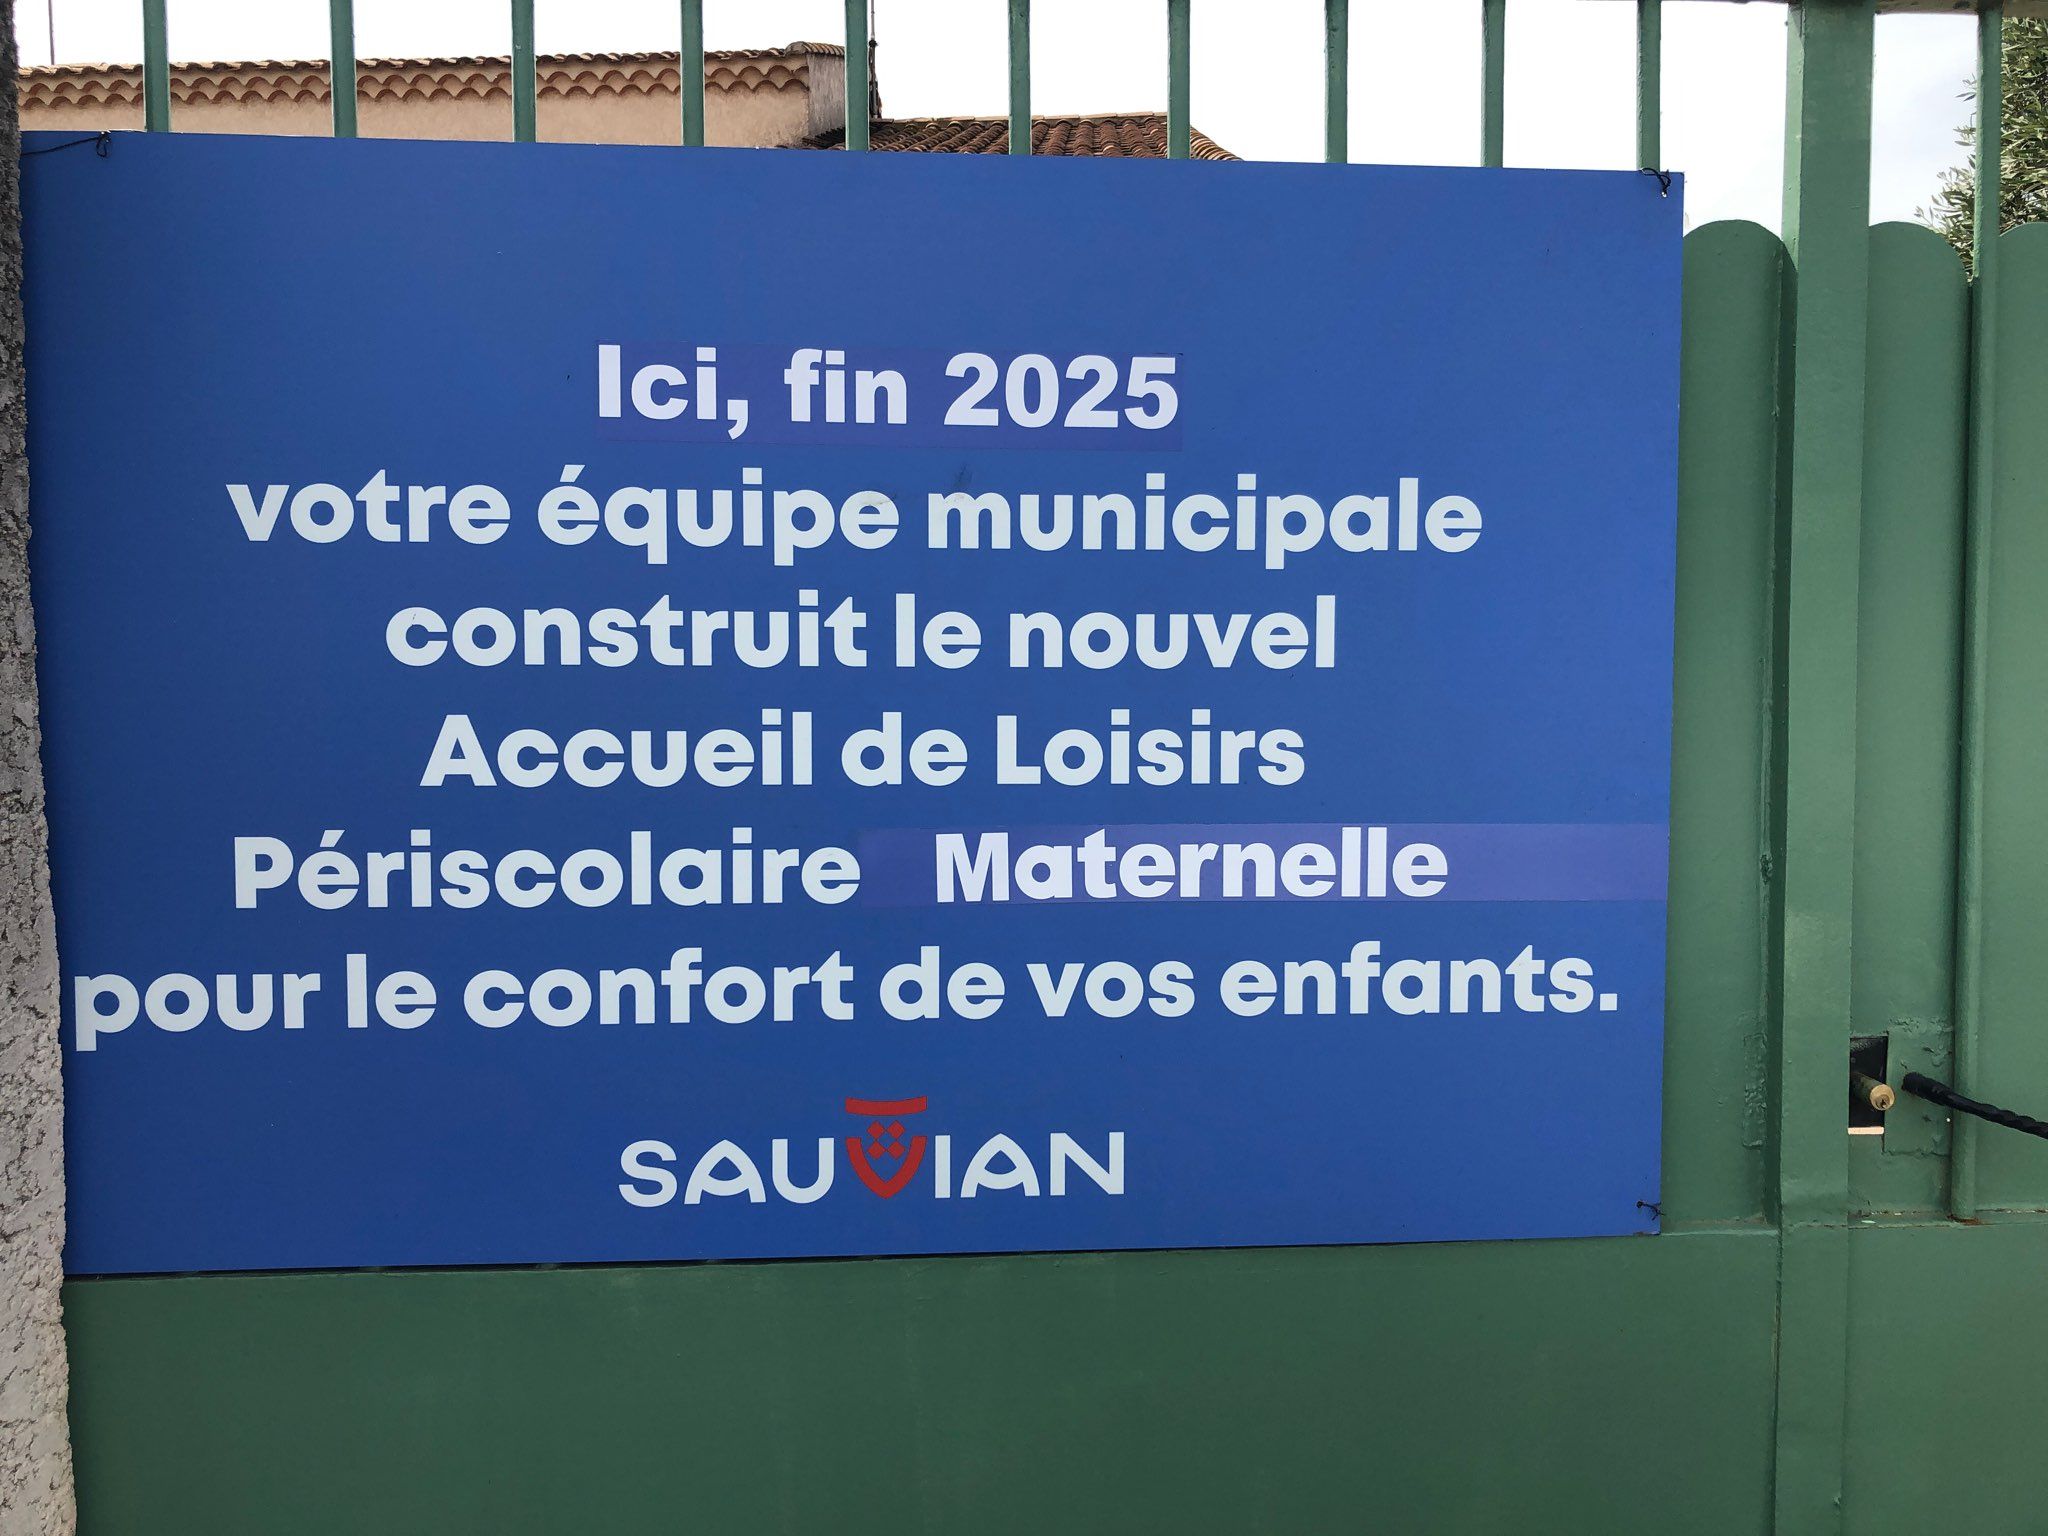 Ici, fin 2025
votre équipe municipale
construit le nouvel
Accueil de Loisirs
Périscolaire Maternelle
pour le confort de vos enfants.
SAUVIAN